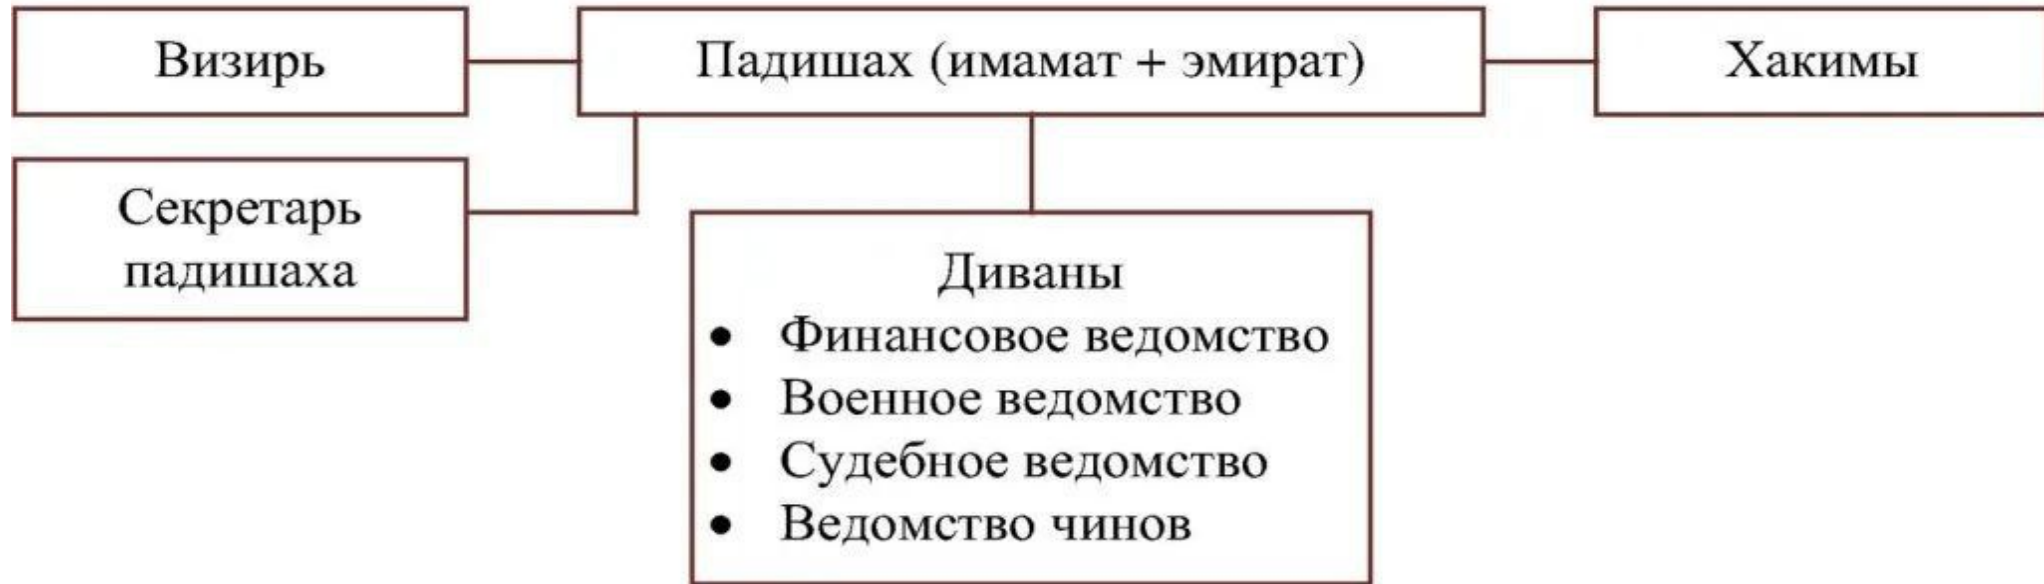 Визирь
Падишах (имамат + эмират)
Хакимы
Секретарь
падишаха
Диваны
• Финансовое ведомство
• Военное ведомство
• Судебное ведомство
• Ведомство чинов